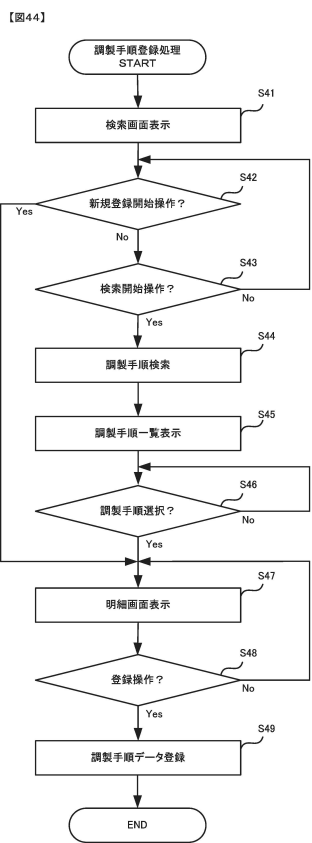 【図44】
調製手順登録処理
START
S41
検索画面表示
S42
新規登録開始操作？
Yes
No
S43
検索開始操作？
No
Yes
S44
調製手順検索
S45
調製手順一覧表示
S46
調製手順選択？
No
Yes
S47
明細画面表示
S48
登録操作？
No
Yes
S49
調製手順データ登録
END